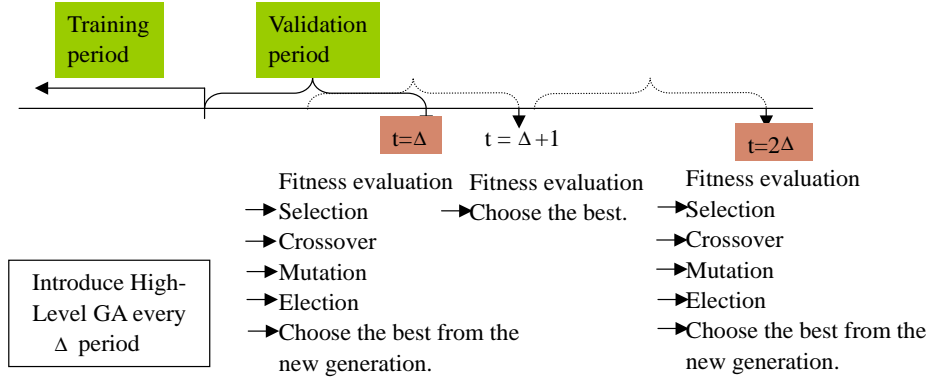 Training
period
Validation
period
t=Δ
t = Δ+1
t=2Δ
Fitness evaluation
Selection
Crossover
Mutation
Election
Choose the best from the
new generation.
Fitness evaluation
Choose the best.
Fitness evaluation
Selection
Crossover
Mutation
Election
Choose the best from the
new generation.
Introduce High-
Level GA every
Δ period